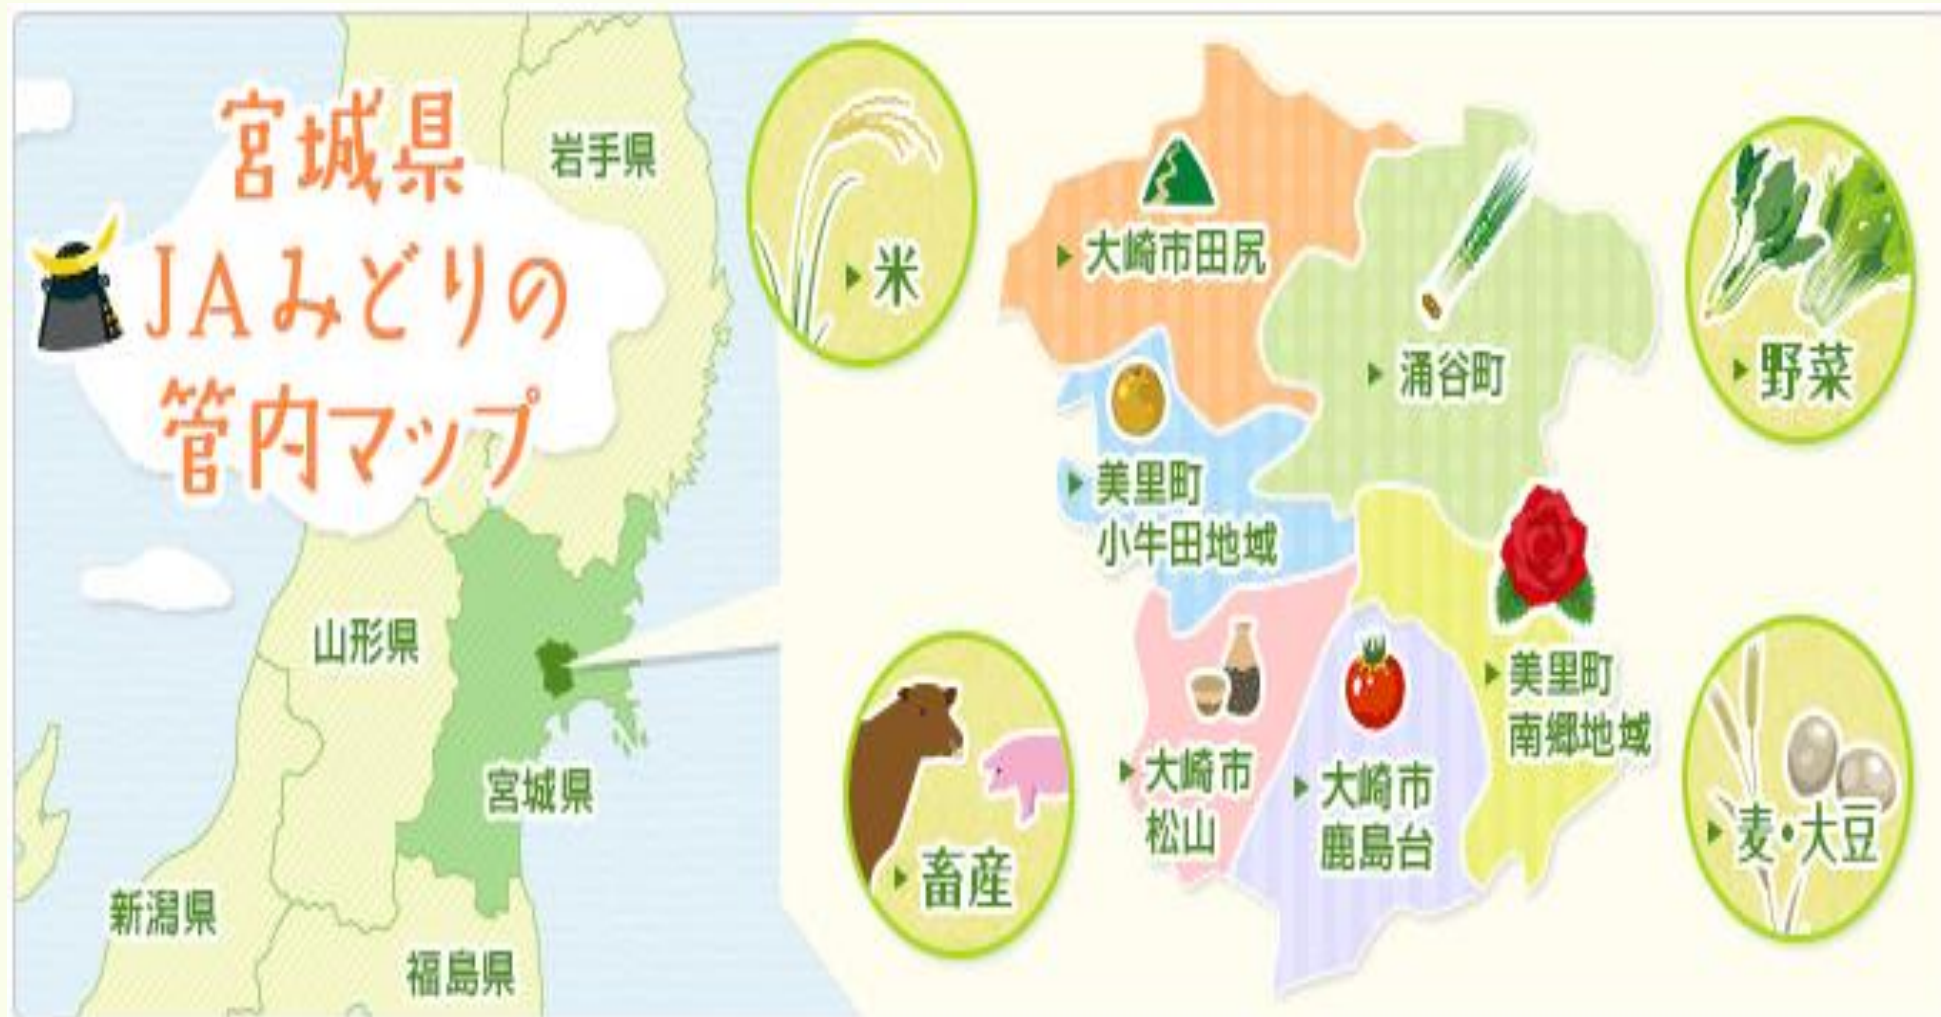 宮城県
JAみどりの
管内マップ
岩手県
山形県
宮城県
新潟県
福島県
米
大崎市田尻
涌谷町
野菜
美里町
小牛田地域
美里町
南郷地域
大崎市
松山
大崎市
鹿島台
畜産
麦・大豆